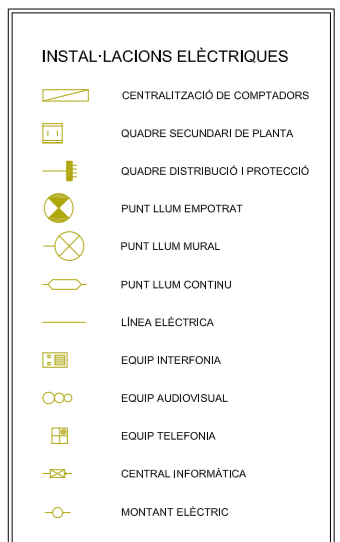 INSTAL·LACIONS ELÈCTRIQUES
CENTRALITZACIÓ DE COMPTADORS
QUADRE SECUNDARI DE PLANTA
QUADRE DISTRIBUCIÓ I PROTECCIÓ
PUNT LLUM EMPOTRAT
PUNT LLUM MURAL
PUNT LLUM CONTINU
LÍNEA ELÈCTRICA
EQUIP INTERFONIA
EQUIP AUDIOVISUAL
EQUIP TELEFONIA
CENTRAL INFORMÀTICA
MONTANT ELÈCTRIC